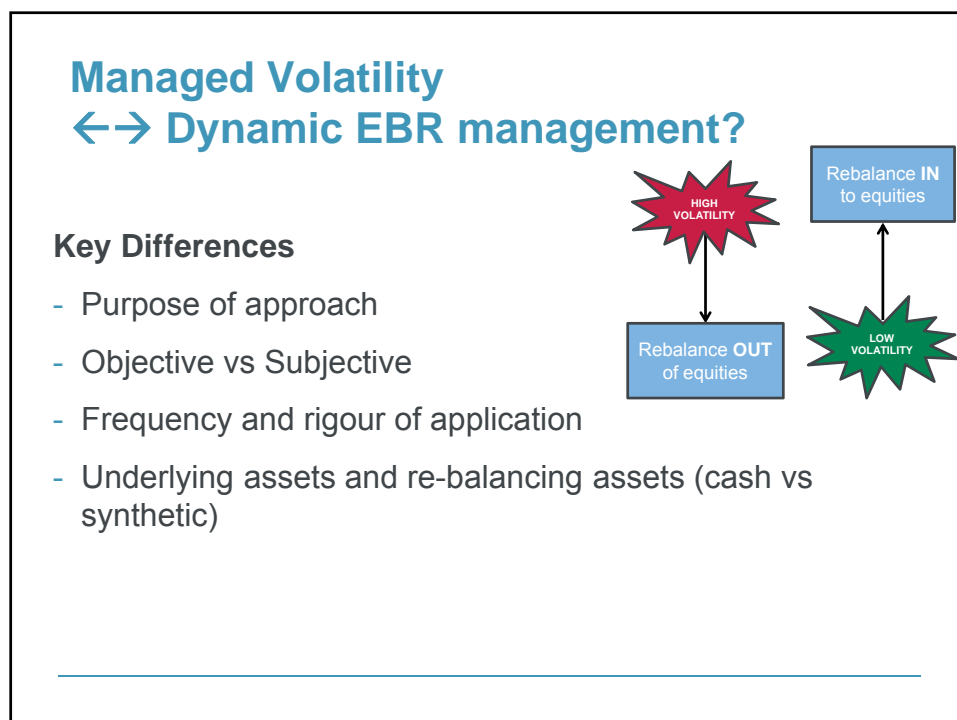 Managed Volatility
←→ Dynamic EBR management?
HIGH
VOLATILITY
Rebalance IN
to equities
Key Differences
- Purpose of approach
- Objective vs Subjective
Rebalance OUT
of equities
LOW
VOLATILITY
- Frequency and rigour of application
- Underlying assets and re-balancing assets (cash vs
synthetic)